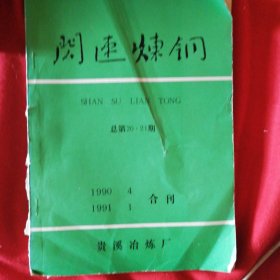 闪速炼铜
SHAN SU LIAN TONG
总第20·21期
1990 4
1991 1 合刊
贵溪冶炼厂